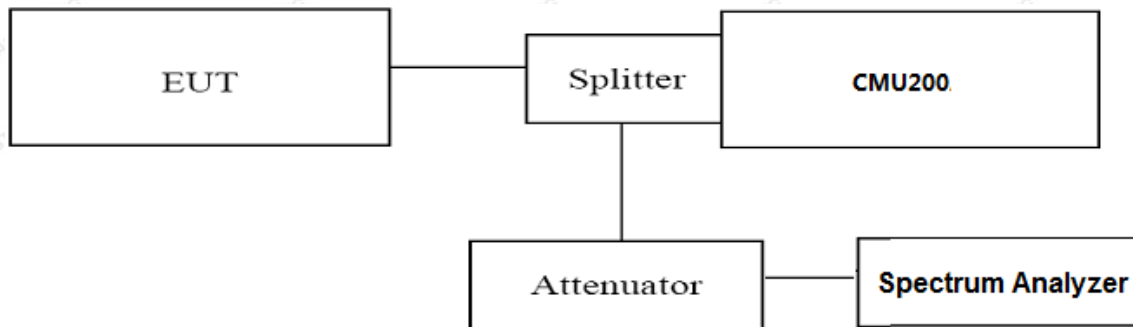 EUT
Splitter
CMU200
Attenuator
Spectrum Analyzer